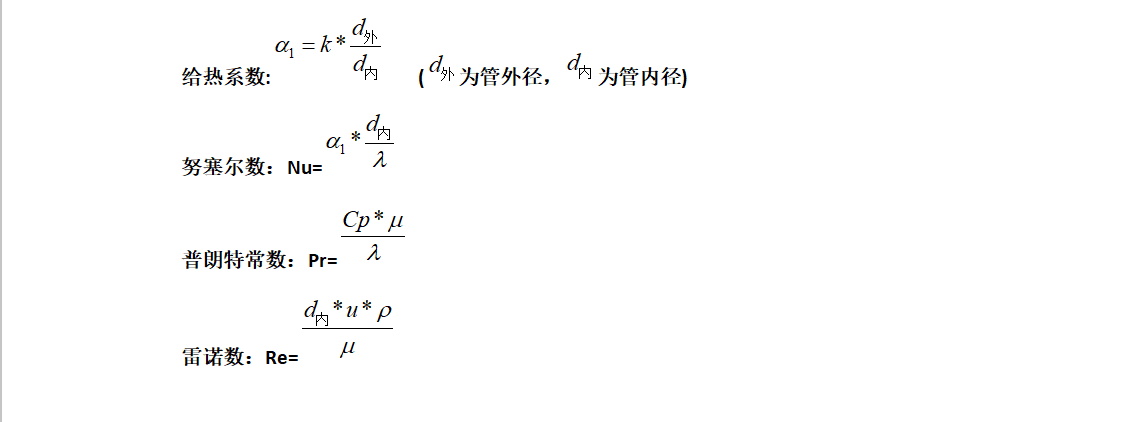 给热系数: α₁ = k * d外/d内 ( d外 为管外径， d内 为管内径)
努塞尔数：Nu= α₁ * d内/λ
普朗特常数：Pr= Cp * μ/λ
雷诺数：Re= d内 * u * ρ/μ